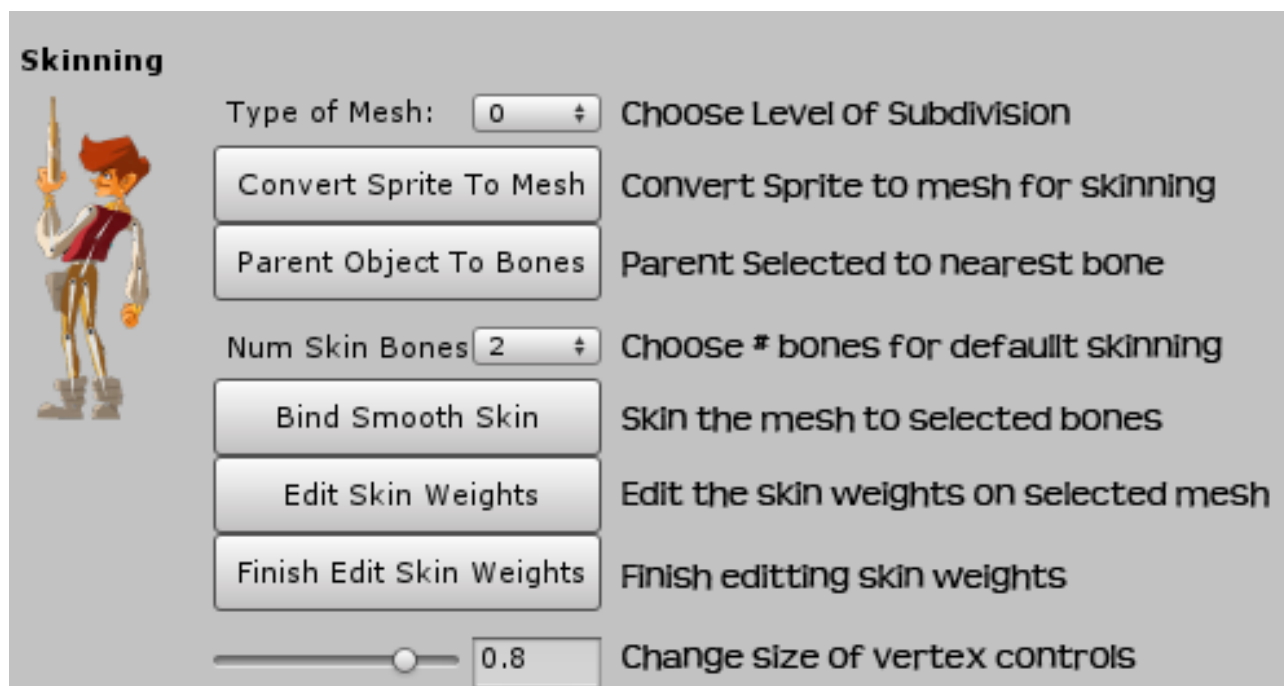 Skinning
Type of Mesh: 0 Choose Level of Subdivision
Convert Sprite To Mesh Convert Sprite to mesh for skinning
Parent Object To Bones Parent Selected to nearest bone
Num Skin Bones 2 Choose # bones for defaullt skinning
Bind Smooth Skin Skin the mesh to selected bones
Edit Skin Weights Edit the skin weights on selected mesh
Finish Edit Skin Weights Finish editting skin weights
0.8 Change size of vertex controls